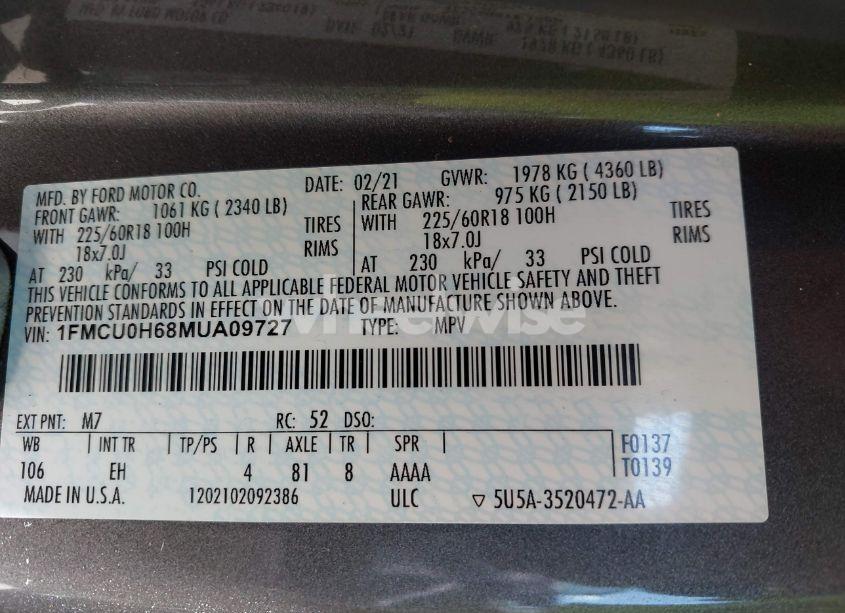 MFD. BY FORD MOTOR CO.
DATE: 02/21 GVWR: 1978 KG ( 4360 LB)
FRONT GAWR: 1061 KG ( 2340 LB)
WITH 225/60R18 100H TIRES
18x7.0J RIMS
AT 230 kPa/ 33 PSI COLD
REAR GAWR: 975 KG ( 2150 LB)
WITH 225/60R18 100H TIRES
18x7.0J RIMS
AT 230 kPa/ 33 PSI COLD
THIS VEHICLE CONFORMS TO ALL APPLICABLE FEDERAL MOTOR VEHICLE SAFETY AND THEFT
PREVENTION STANDARDS IN EFFECT ON THE DATE OF MANUFACTURE SHOWN ABOVE.
VIN: 1FMCU0H68MUA09727 TYPE: MPV
EXT PNT: M7 RC: 52 DSO:
WB INT TR TP/PS R AXLE TR SPR
106 EH 4 81 8 AAAA
F0137
T0139
MADE IN U.S.A. 1202102092386 ULC ▽ 5U5A-3520472-AA